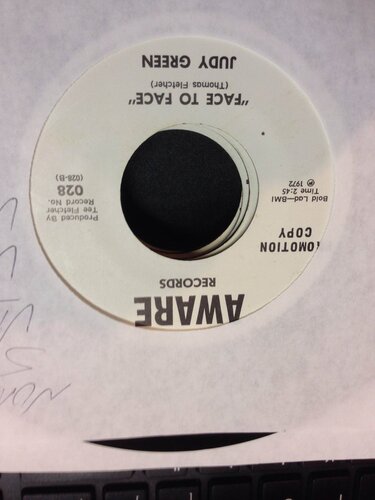 AWARE
RECORDS
OMOTION
COPY
Bold Lad—BMI
Time 2:45
℗ 1972
Produced By
Tee Fletcher
Record No.
028
(028-B)
"FACE TO FACE"
(Thomas Fletcher)
JUDY GREEN